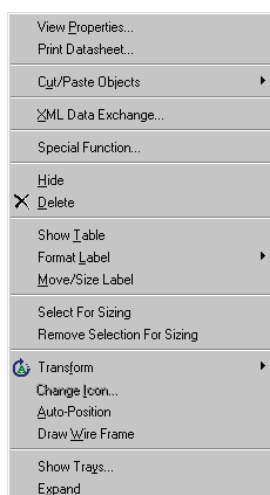 View Properties...
Print Datasheet...
Cut/Paste Objects
XML Data Exchange...
Special Function...
Hide
Delete
Show Table
Format Label
Move/Size Label
Select For Sizing
Remove Selection For Sizing
Transform
Change Icon...
Auto-Position
Draw Wire Frame
Show Trays...
Expand